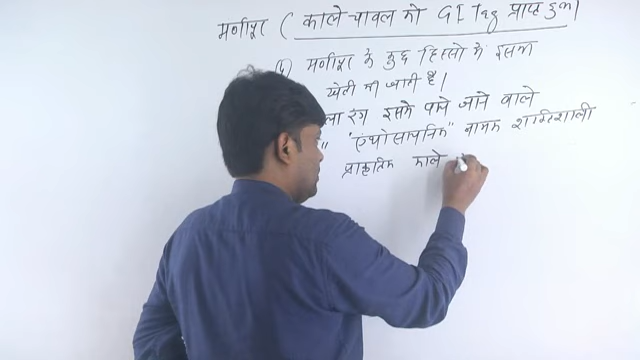 मणीपूर ( काले चावल को GI Tag प्राप्त हुआ
मणीपूर के कुछ हिस्सो में इसका
खेती की जाती है।
ला रंग इसमे पाये जाने वाले
" "एंथोसायनिन" नामक शक्तिशाली
प्राकृतिक काले